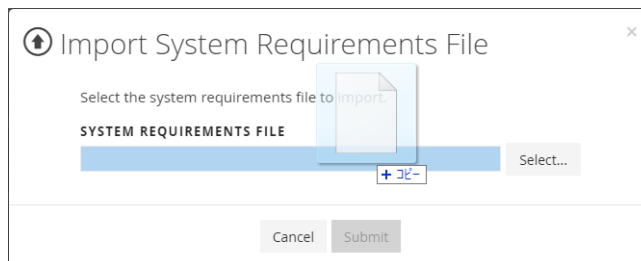 Import System Requirements File
Select the system requirements file to import.
SYSTEM REQUIREMENTS FILE
Select...
+ コピー
Cancel
Submit